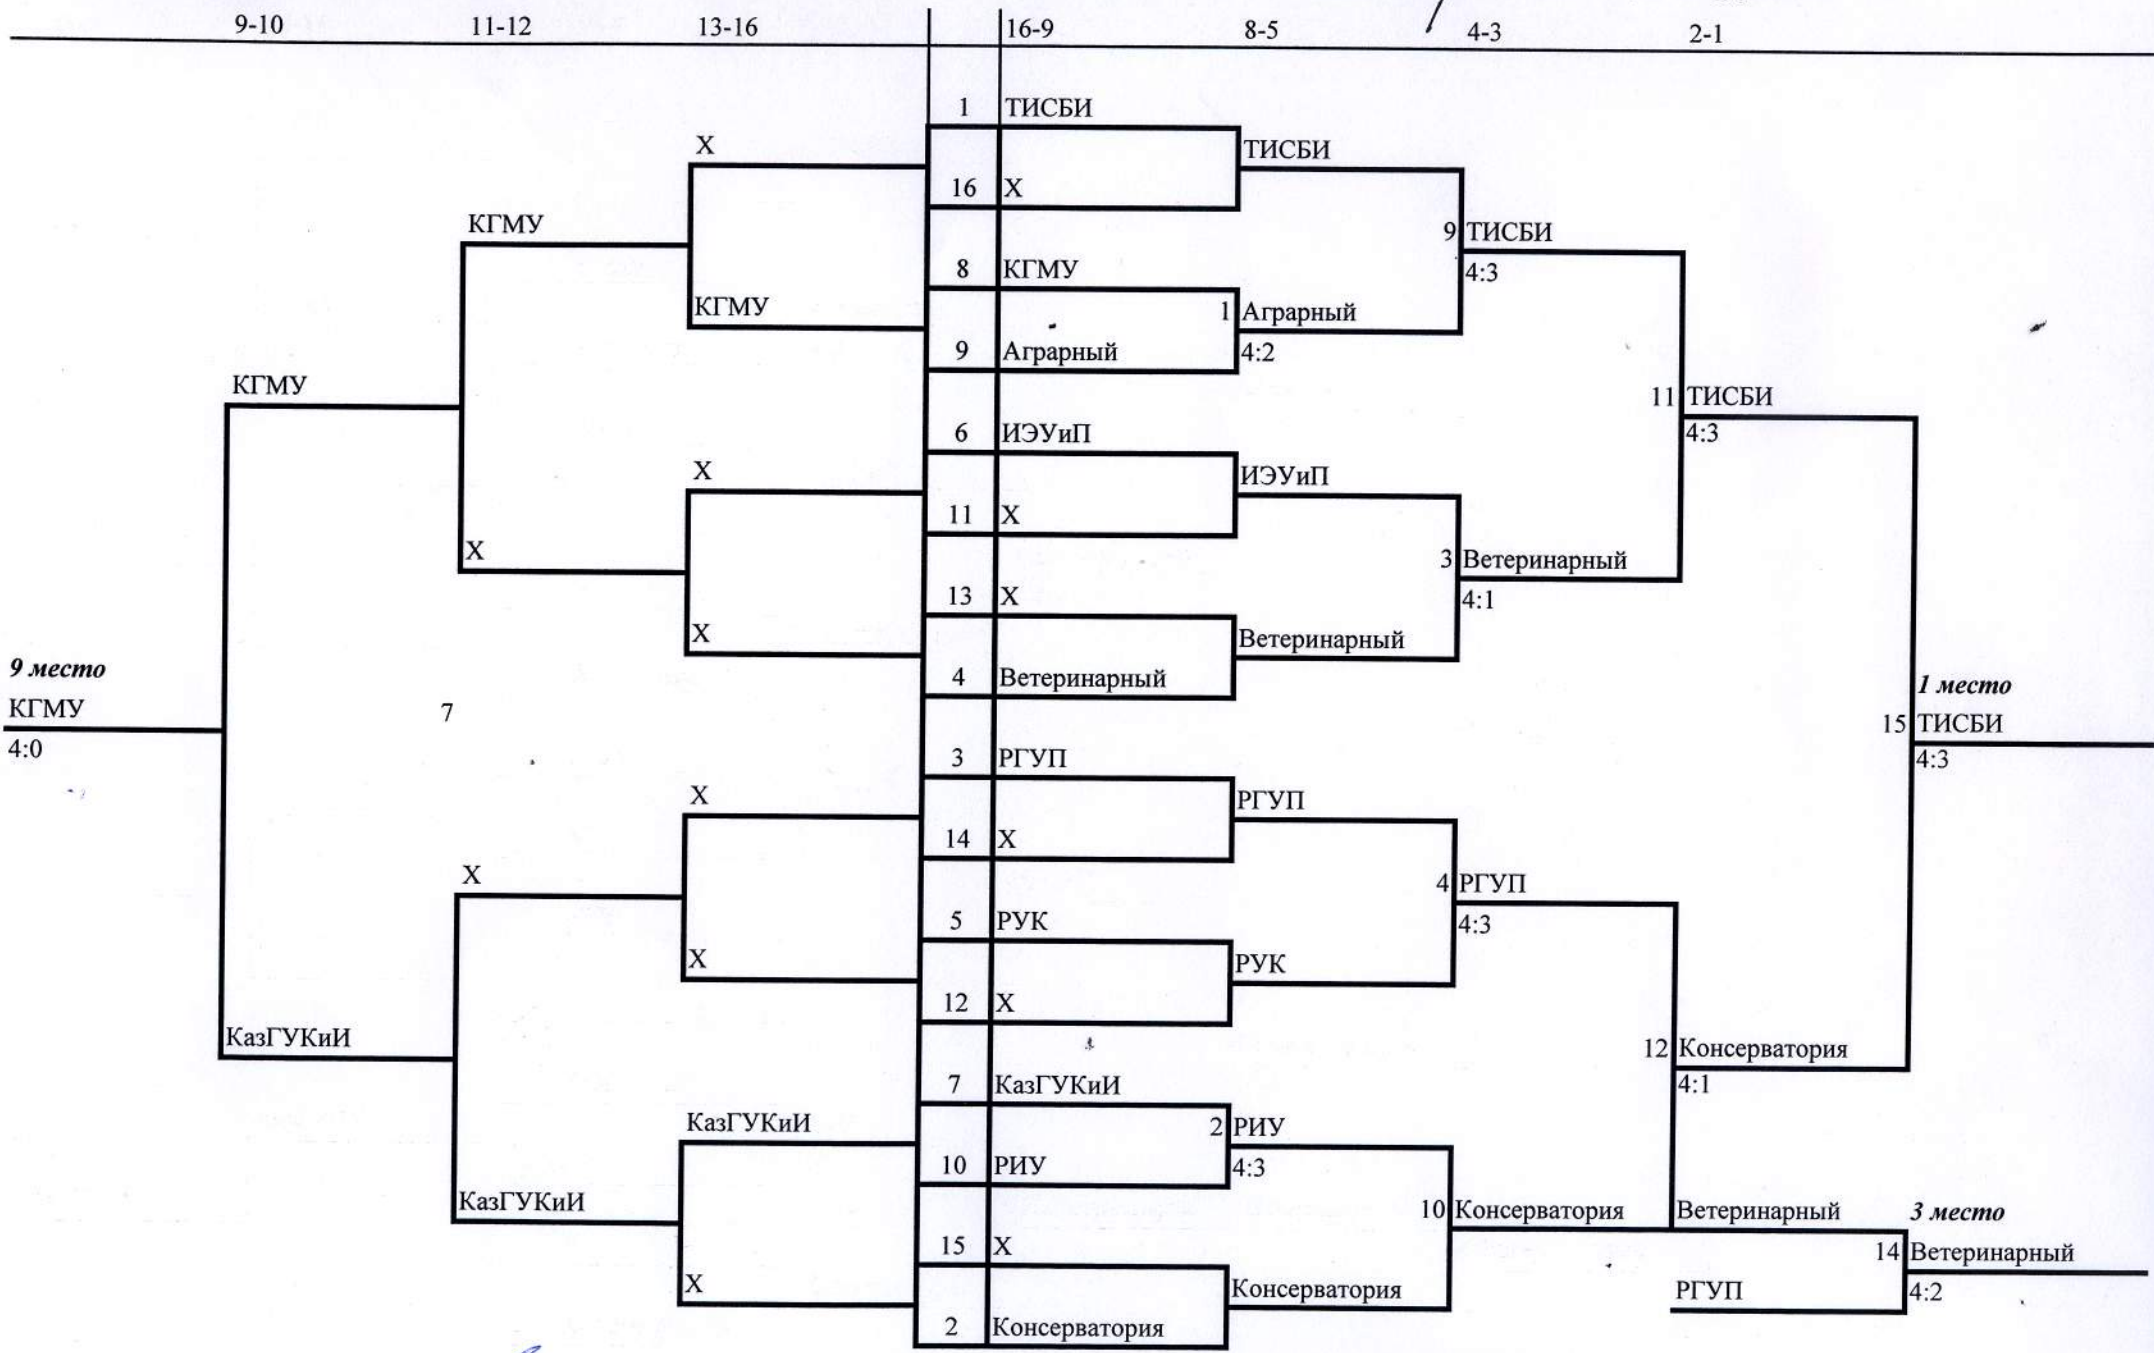 9-10 11-12 13-16 16-9 8-5 4-3 2-1
1 ТИСБИ
X ТИСБИ
16 X
КГМУ 9 ТИСБИ
8 КГМУ 4:3
КГМУ 1 Аграрный
9 Аграрный 4:2
КГМУ 11 ТИСБИ
6 ИЭУиП 4:3
X ИЭУиП
11 X
X 3 Ветеринарный
13 X 4:1
X Ветеринарный
9 место 4 Ветеринарный 1 место
КГМУ 7 15 ТИСБИ
4:0 3 РГУП 4:3
X РГУП
14 X
X 4 РГУП
5 РУК 4:3
X РУК
12 X
КазГУКиИ 12 Консерватория
7 КазГУКиИ 4:1
КазГУКиИ 2 РИУ
10 РИУ 4:3
КазГУКиИ 10 Консерватория Ветеринарный 3 место
15 X 14 Ветеринарный
X Консерватория РГУП 4:2
2 Консерватория